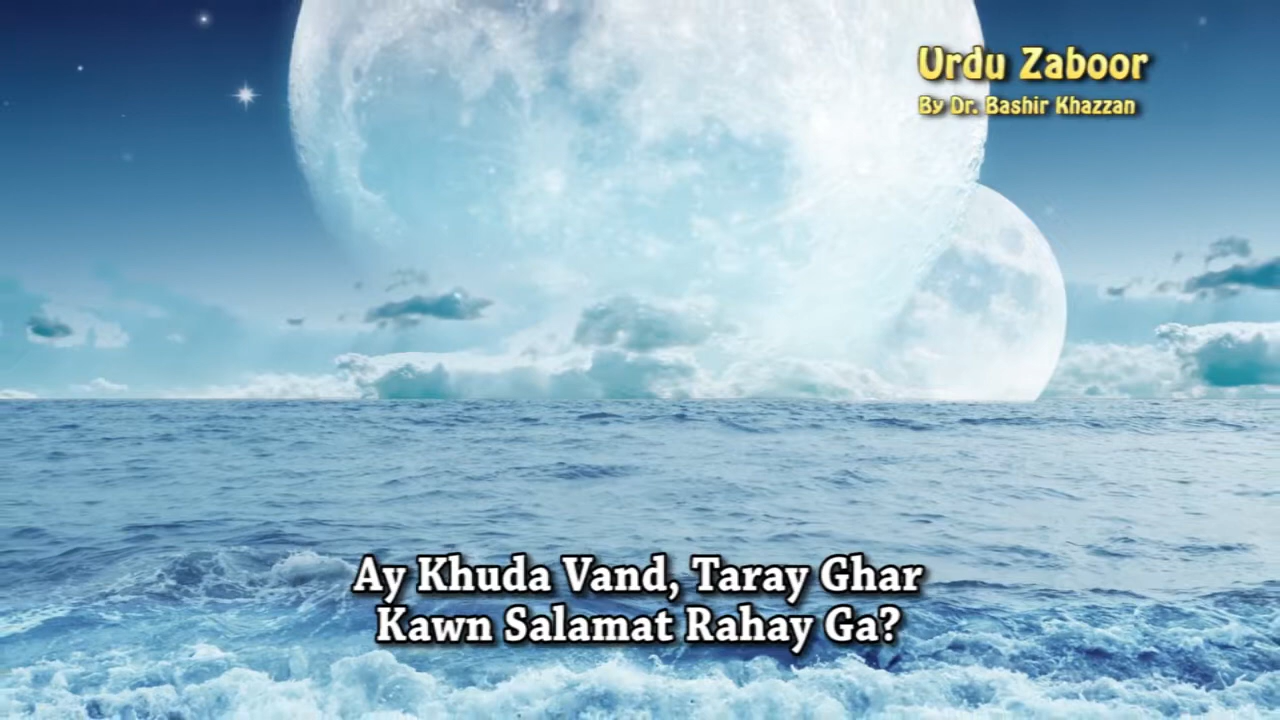 Urdu Zaboor
By Dr. Bashir Khazzan
Ay Khuda Vand, Taray Ghar
Kawn Salamat Rahay Ga?